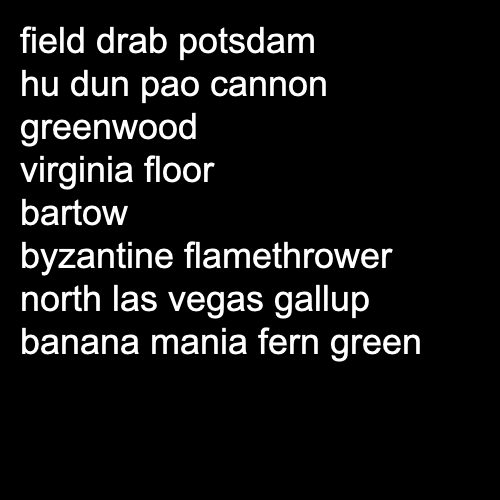 field drab potsdam
hu dun pao cannon
greenwood
virginia floor
bartow
byzantine flamethrower
north las vegas gallup
banana mania fern green